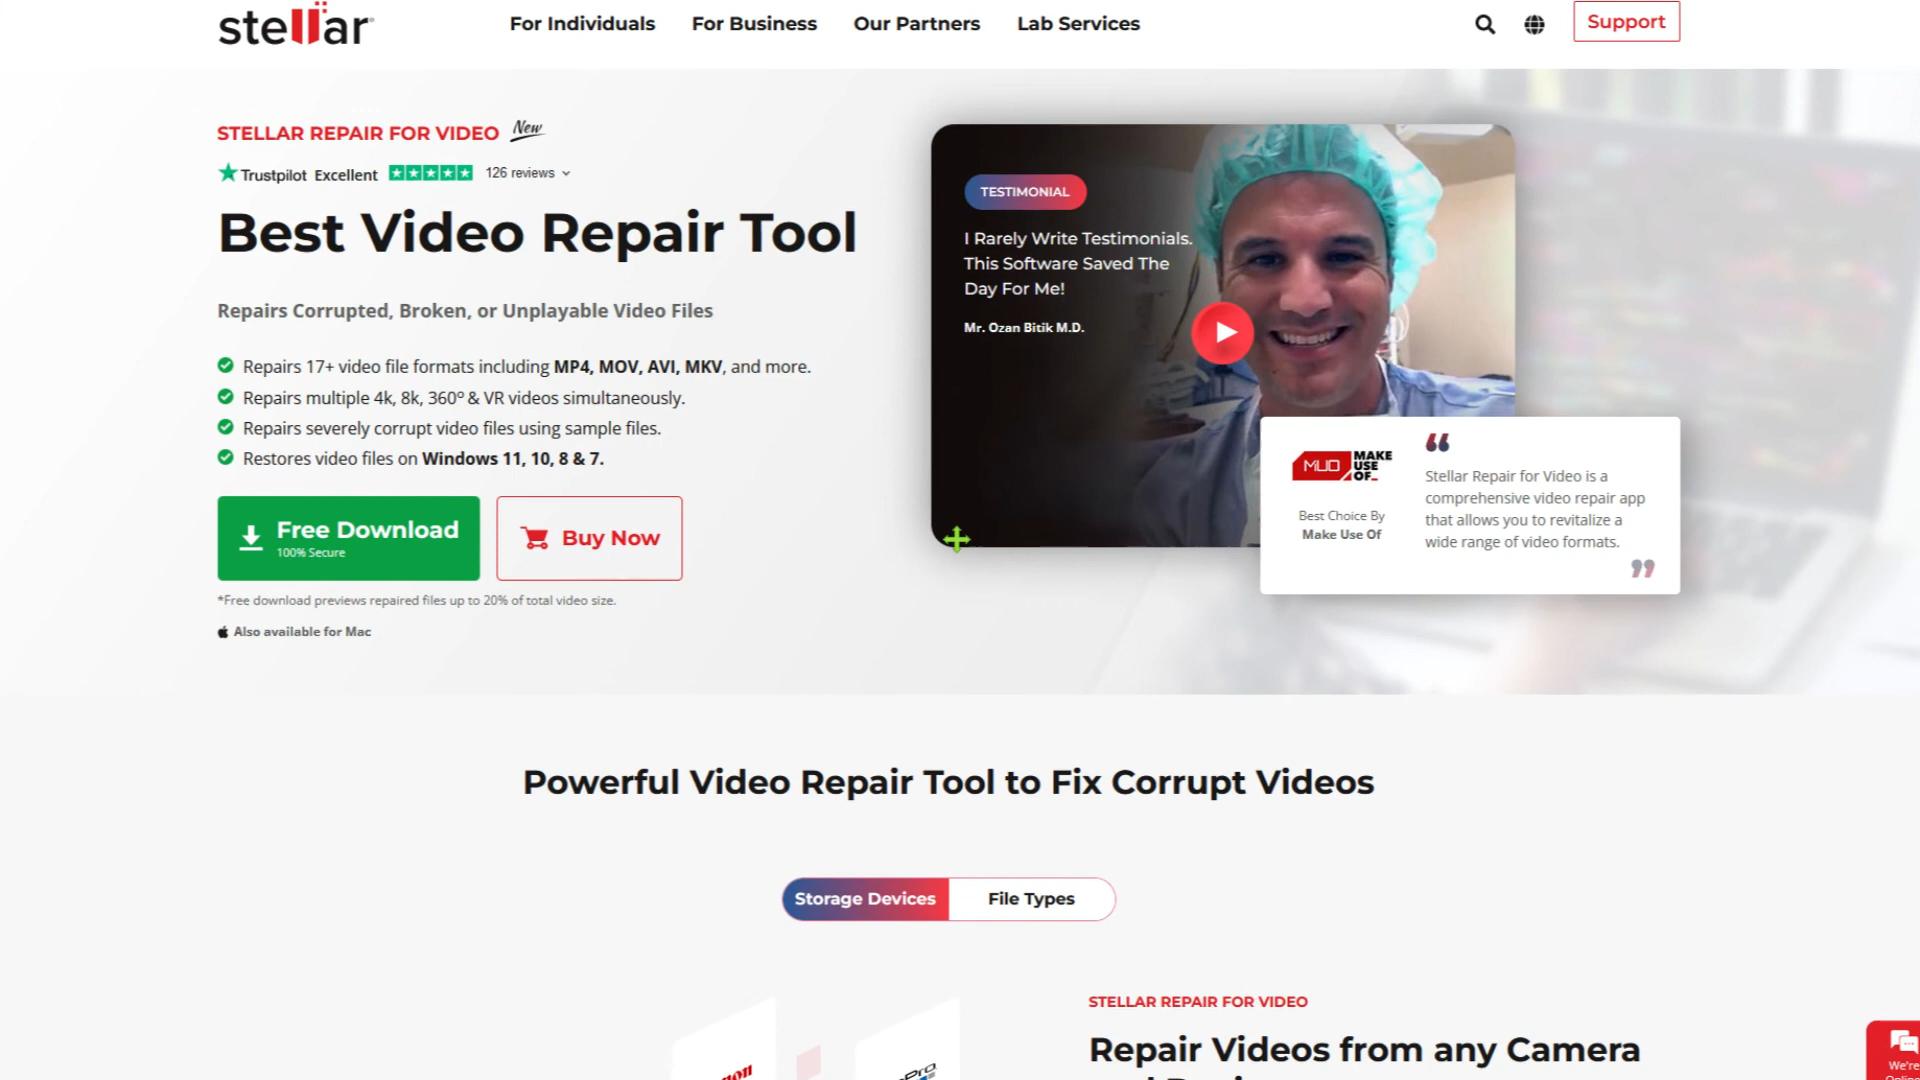 stellar
For Individuals
For Business
Our Partners
Lab Services
Support
STELLAR REPAIR FOR VIDEO New
Trustpilot Excellent 126 reviews
Best Video Repair Tool
Repairs Corrupted, Broken, or Unplayable Video Files
Repairs 17+ video file formats including MP4, MOV, AVI, MKV, and more.
Repairs multiple 4k, 8k, 360º & VR videos simultaneously.
Repairs severely corrupt video files using sample files.
Restores video files on Windows 11, 10, 8 & 7.
Free Download
100% Secure
Buy Now
*Free download previews repaired files up to 20% of total video size.
Also available for Mac
TESTIMONIAL
I Rarely Write Testimonials.
This Software Saved The
Day For Me!
Mr. Ozan Bitik M.D.
MUO MAKE
USE
OF_
Best Choice By
Make Use Of
“
Stellar Repair for Video is a
comprehensive video repair app
that allows you to revitalize a
wide range of video formats.
”
Powerful Video Repair Tool to Fix Corrupt Videos
Storage Devices
File Types
STELLAR REPAIR FOR VIDEO
Repair Videos from any Camera
We're